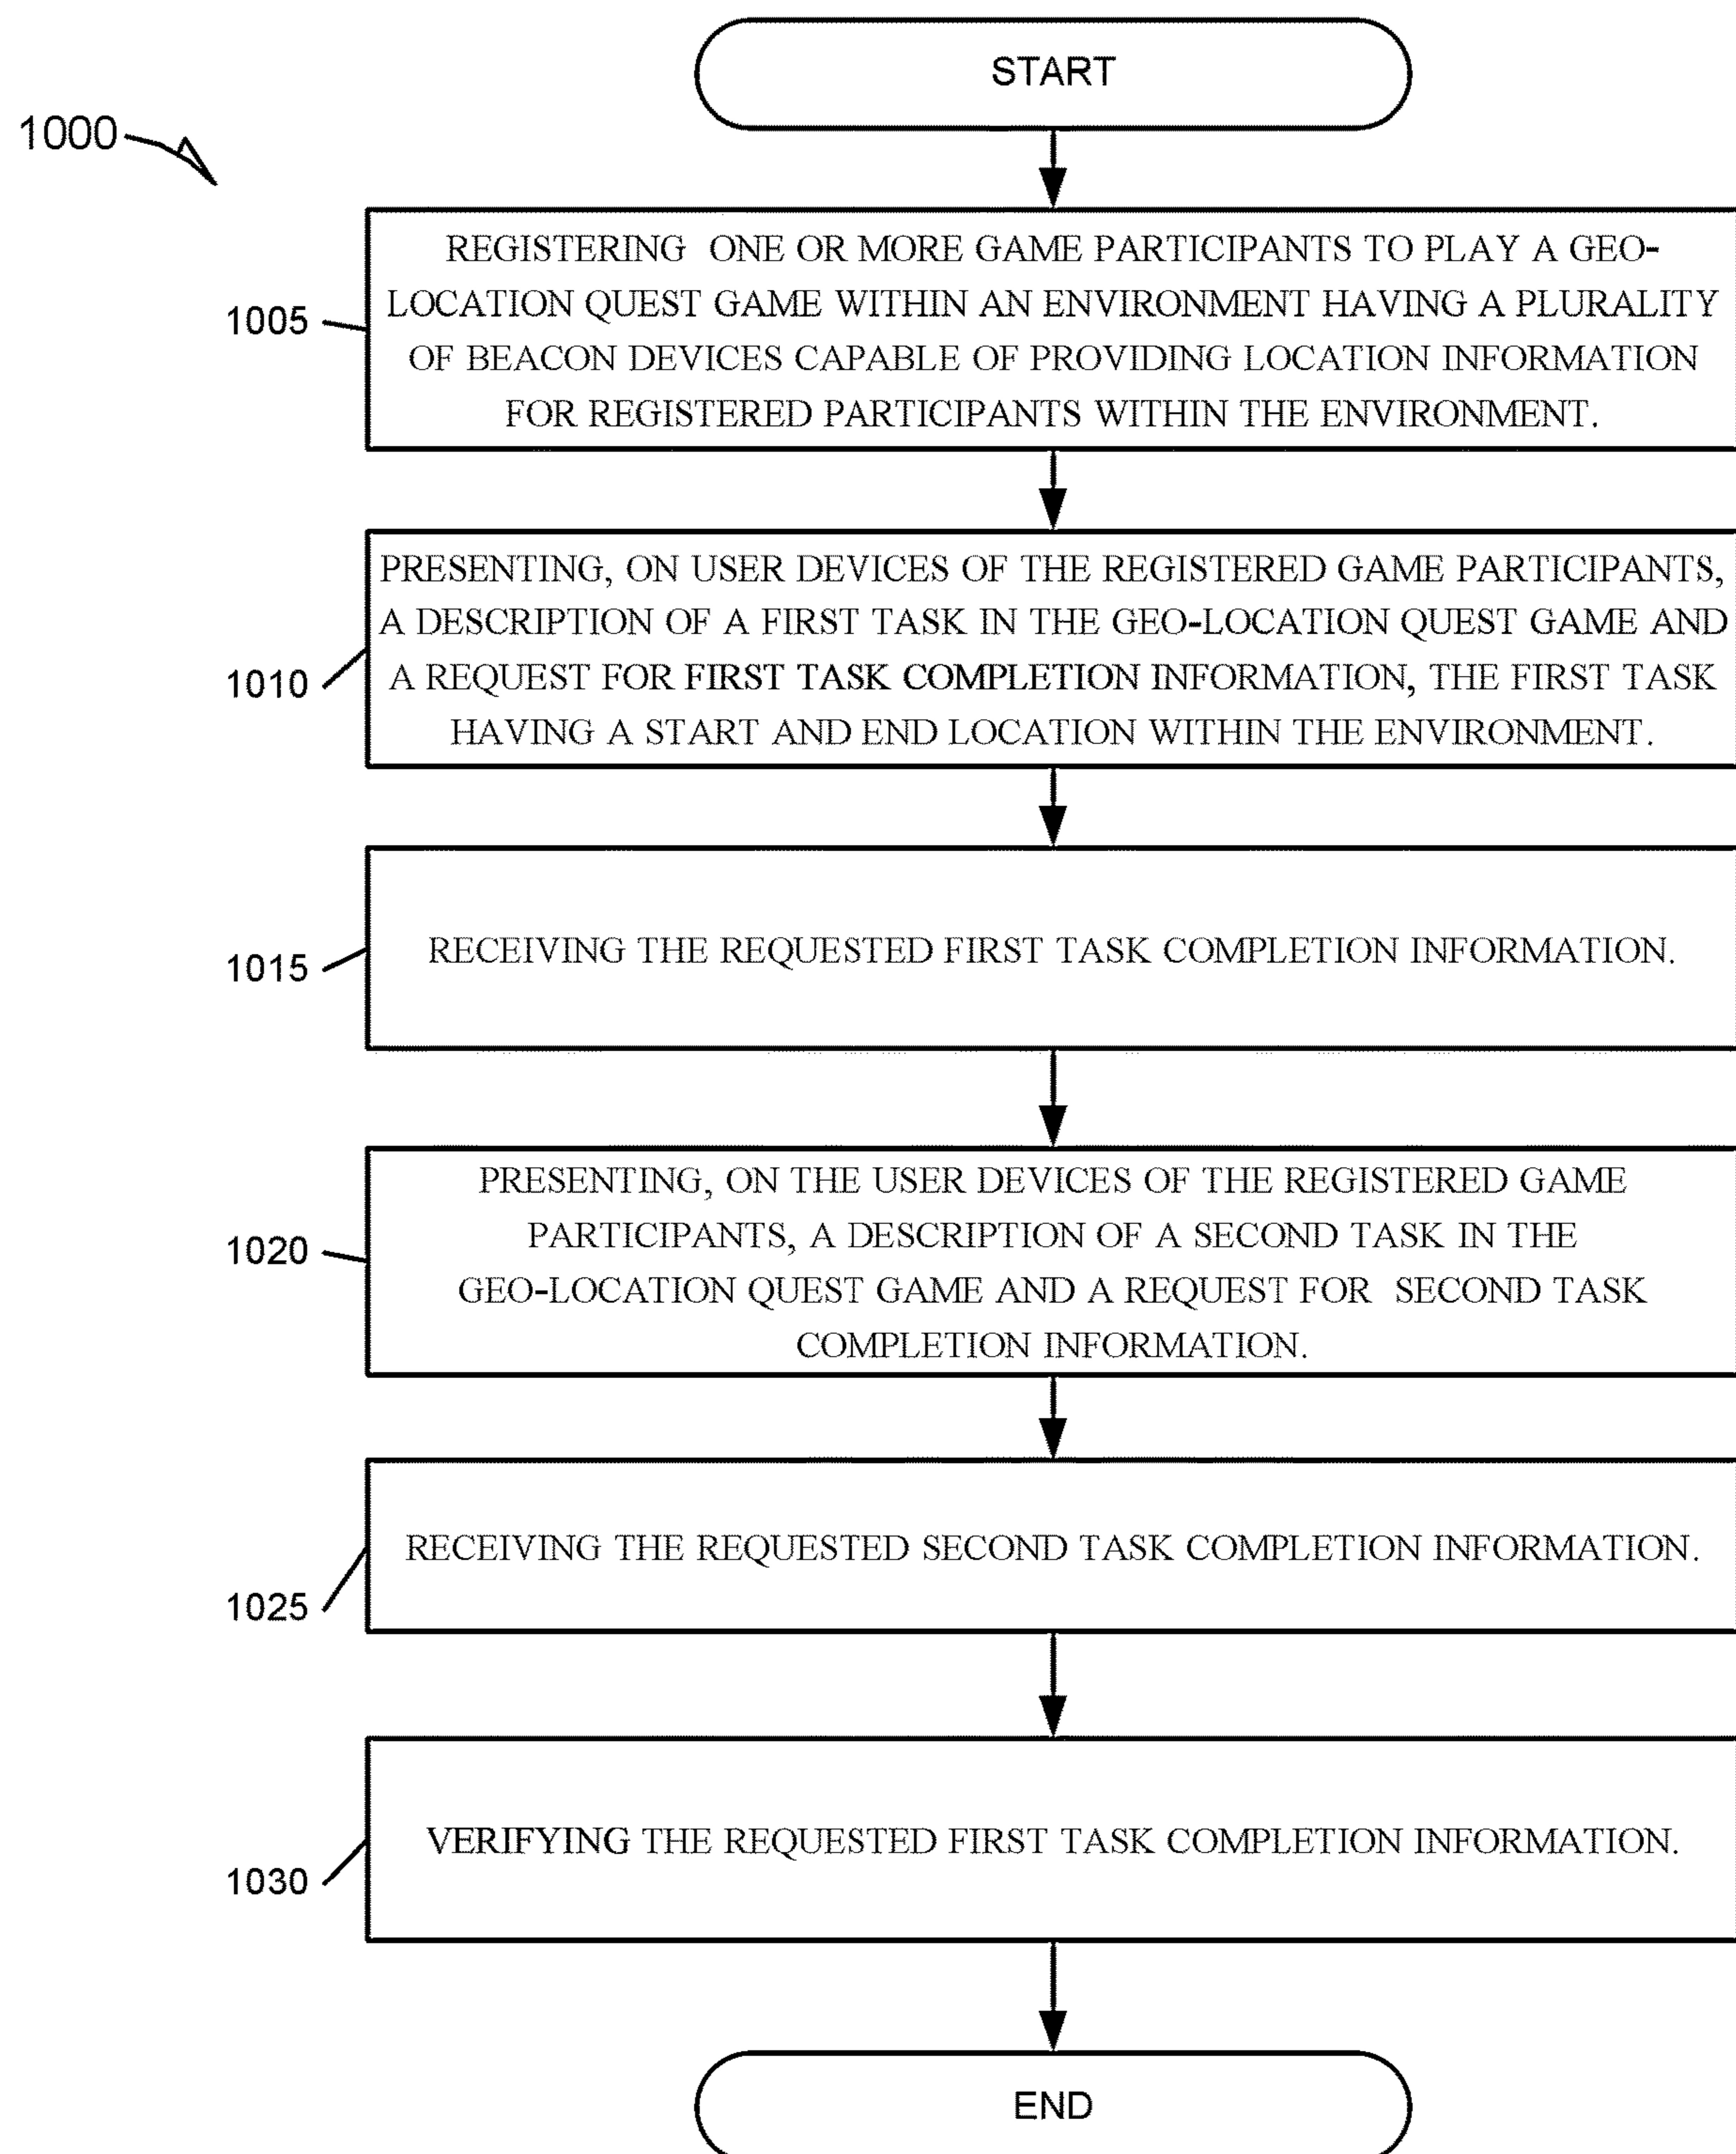 START
1000
REGISTERING ONE OR MORE GAME PARTICIPANTS TO PLAY A GEO-
LOCATION QUEST GAME WITHIN AN ENVIRONMENT HAVING A PLURALITY
OF BEACON DEVICES CAPABLE OF PROVIDING LOCATION INFORMATION
FOR REGISTERED PARTICIPANTS WITHIN THE ENVIRONMENT.
1005
PRESENTING, ON USER DEVICES OF THE REGISTERED GAME PARTICIPANTS,
A DESCRIPTION OF A FIRST TASK IN THE GEO-LOCATION QUEST GAME AND
A REQUEST FOR FIRST TASK COMPLETION INFORMATION, THE FIRST TASK
HAVING A START AND END LOCATION WITHIN THE ENVIRONMENT.
1010
RECEIVING THE REQUESTED FIRST TASK COMPLETION INFORMATION.
1015
PRESENTING, ON THE USER DEVICES OF THE REGISTERED GAME
PARTICIPANTS, A DESCRIPTION OF A SECOND TASK IN THE
GEO-LOCATION QUEST GAME AND A REQUEST FOR SECOND TASK
COMPLETION INFORMATION.
1020
RECEIVING THE REQUESTED SECOND TASK COMPLETION INFORMATION.
1025
VERIFYING THE REQUESTED FIRST TASK COMPLETION INFORMATION.
1030
END